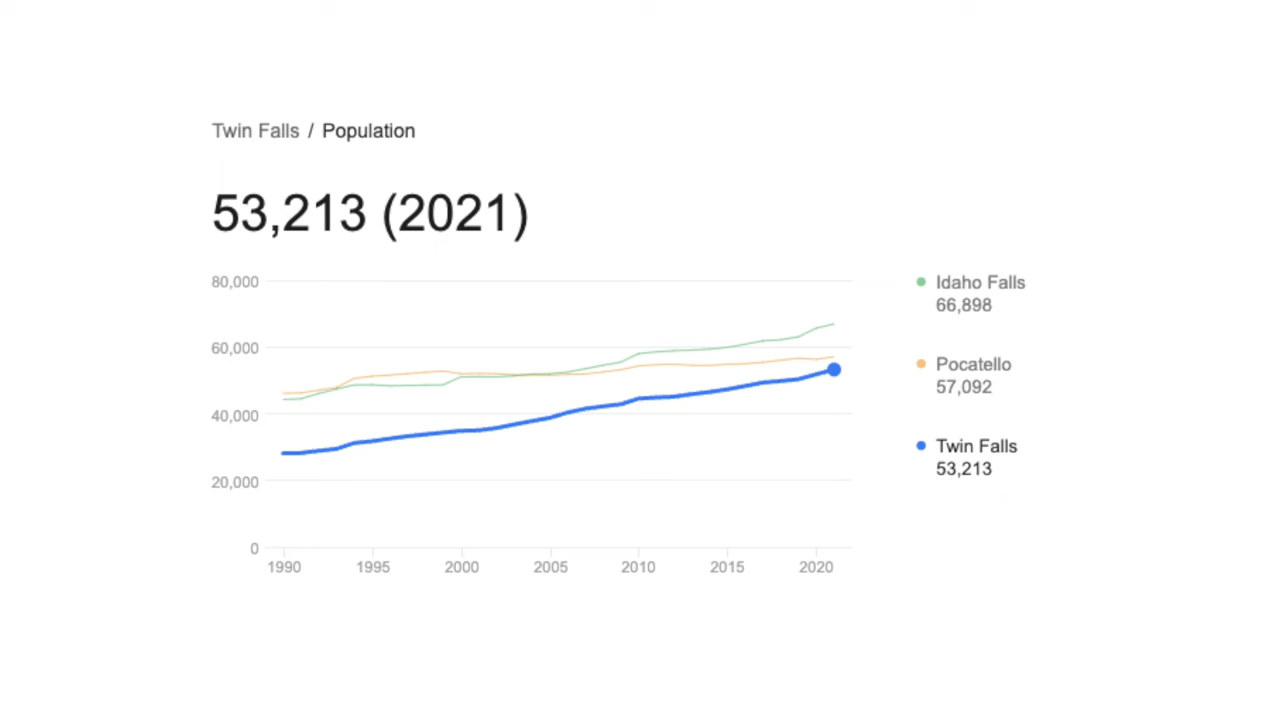 Twin Falls / Population
53,213 (2021)
80,000
60,000
40,000
20,000
0
1990 1995 2000 2005 2010 2015 2020
Idaho Falls
66,898
Pocatello
57,092
Twin Falls
53,213